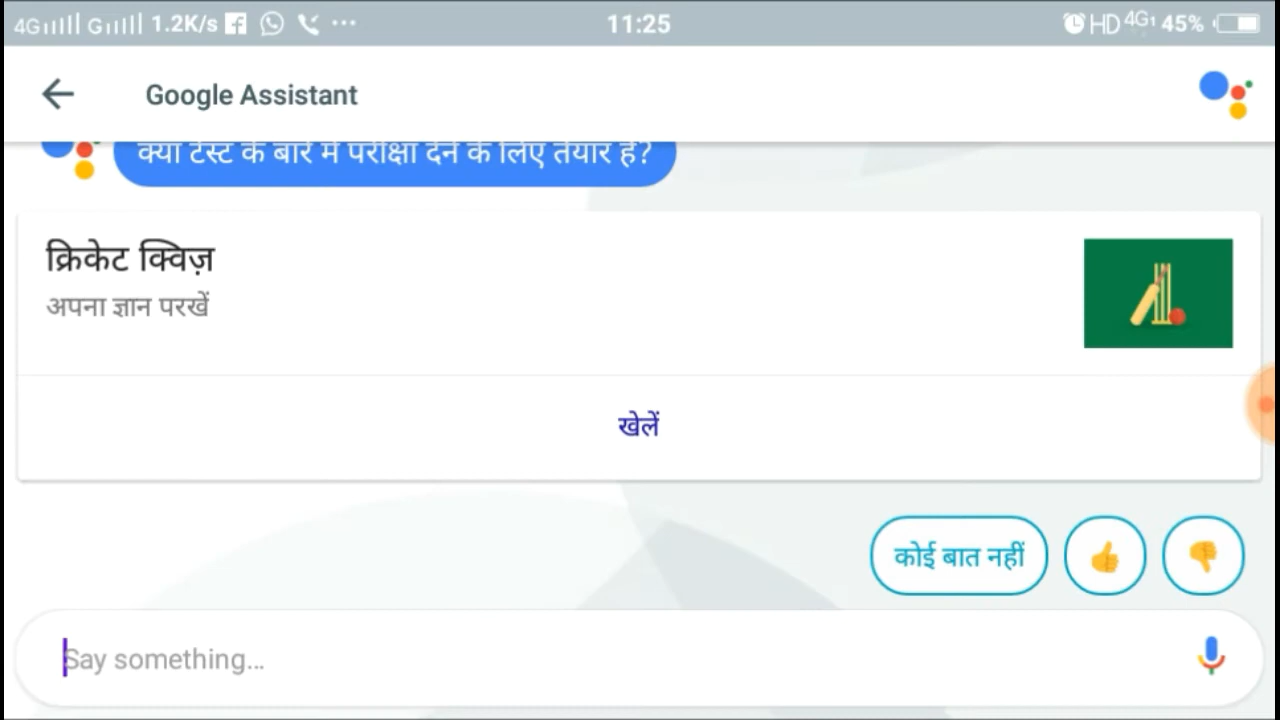 4G G 1.2K/s 11:25 HD 4G 45%
Google Assistant
क्या टेस्ट के बारे में परीक्षा देने के लिए तैयार हैं?
क्रिकेट क्विज़
अपना ज्ञान परखें
खेलें
कोई बात नहीं
Say something...